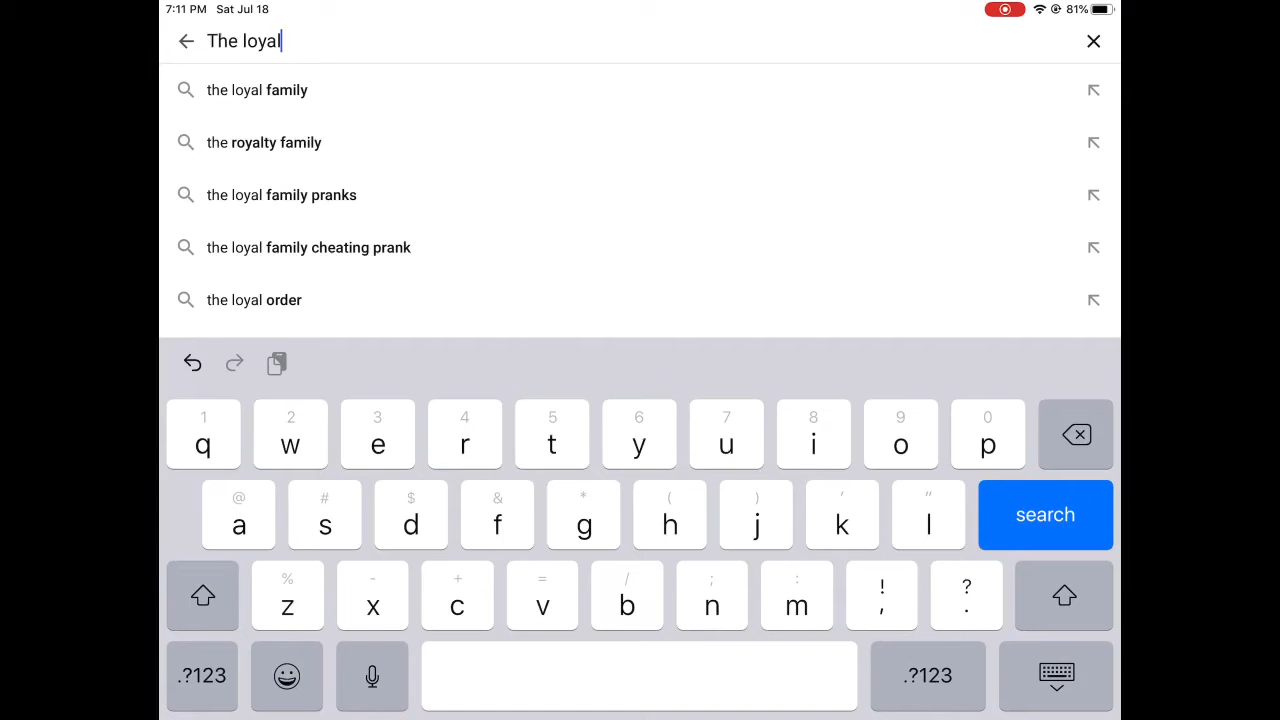 7:11 PM Sat Jul 18 81%
The loyal
the loyal family
the royalty family
the loyal family pranks
the loyal family cheating prank
the loyal order
1 2 3 4 5 6 7 8 9 0
q w e r t y u i o p
@ # $ & * ( ) ' "
a s d f g h j k l search
% - + = / ; : ! ?
z x c v b n m , .
.?123 .?123